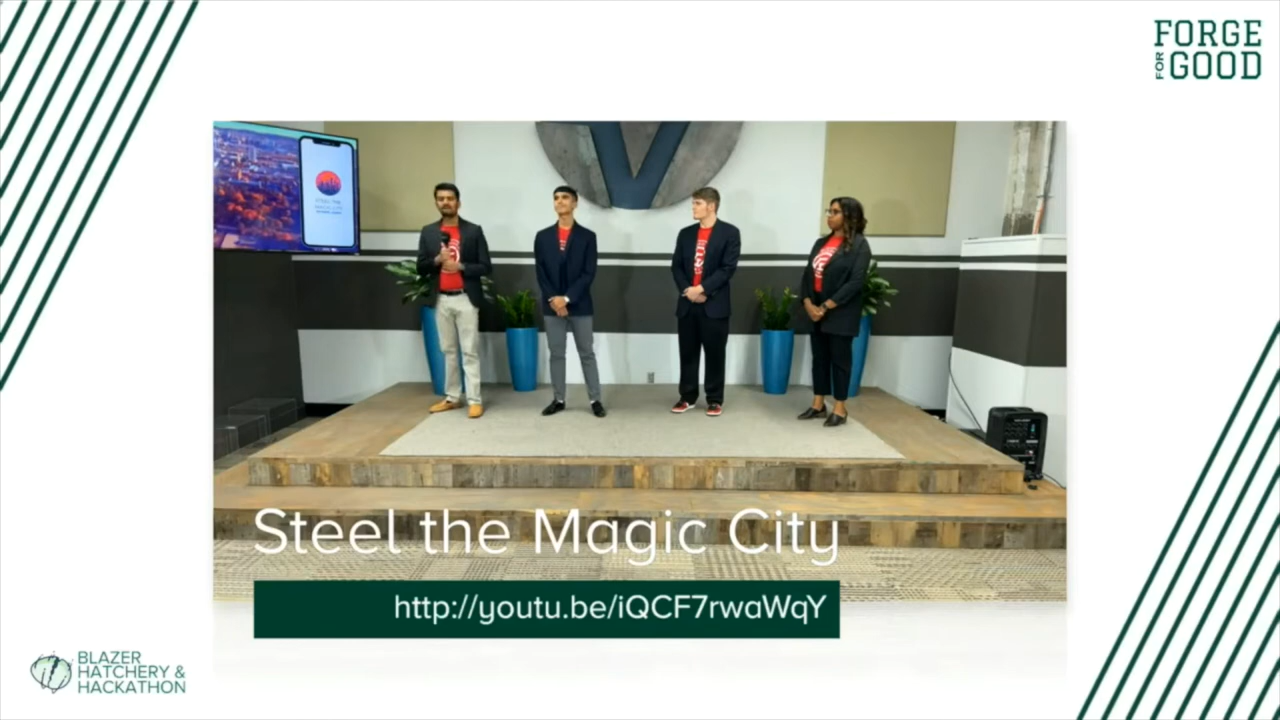 FORGE
FOR GOOD
Steel the Magic City
http://youtu.be/iQCF7rwaWqY
BLAZER
HATCHERY &
HACKATHON